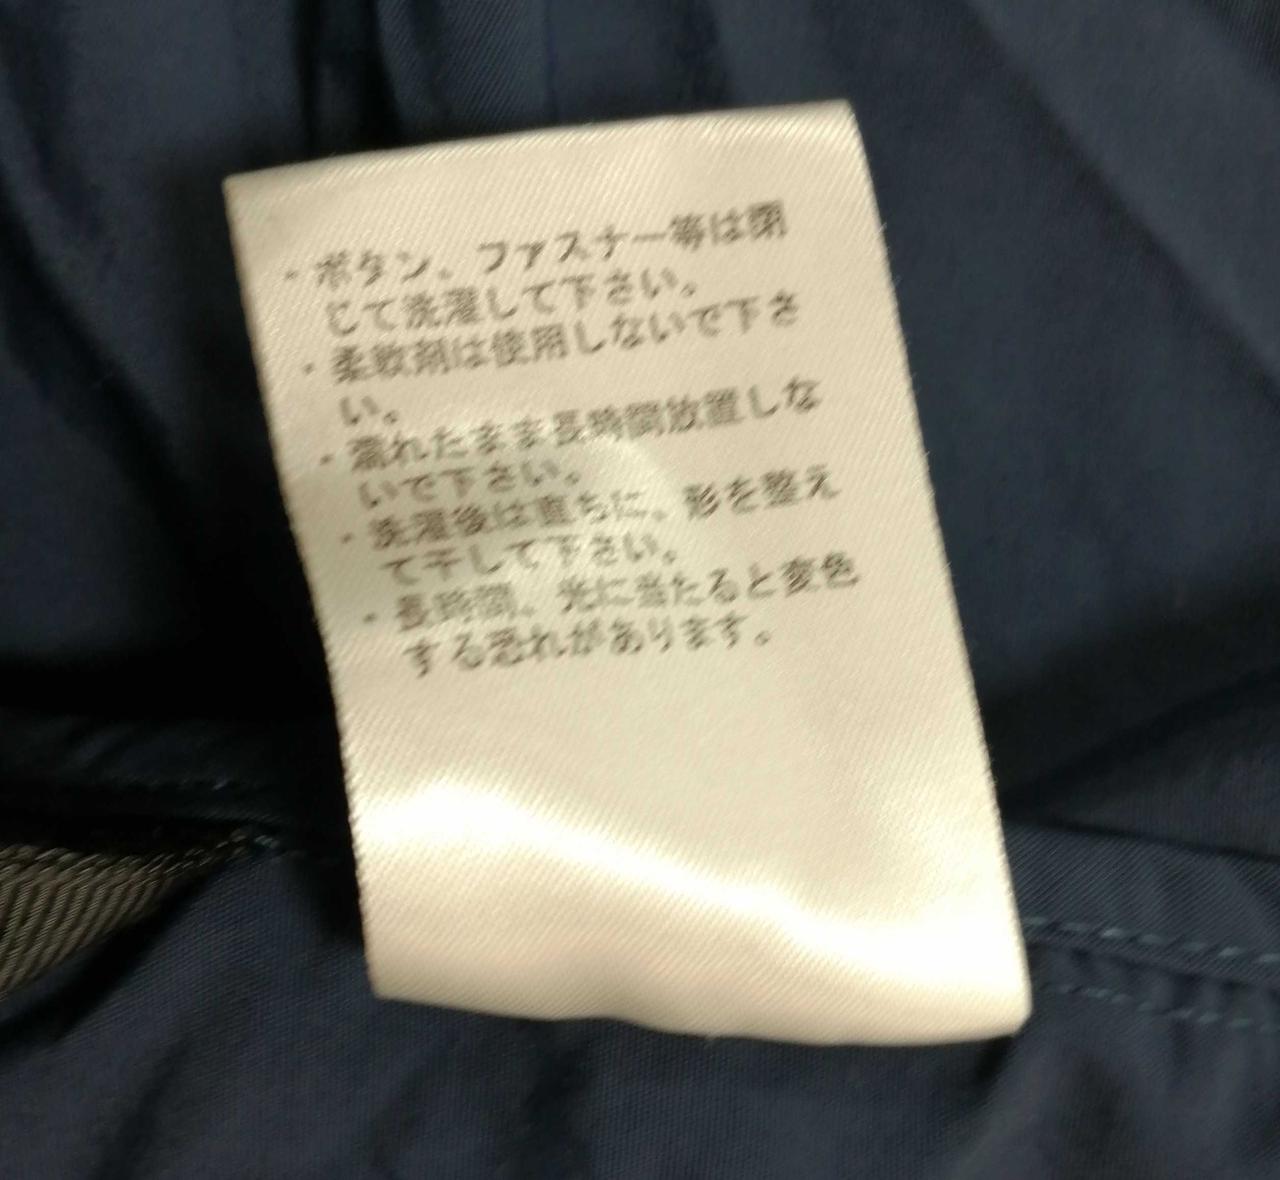 ・ボタン、ファスナー等は閉
じて洗濯して下さい。
・柔軟剤は使用しないで下さ
い。
・濡れたまま長時間放置しな
いで下さい。
・洗濯後は直ちに、形を整え
て干して下さい。
・長時間、光に当たると変色
する恐れがあります。